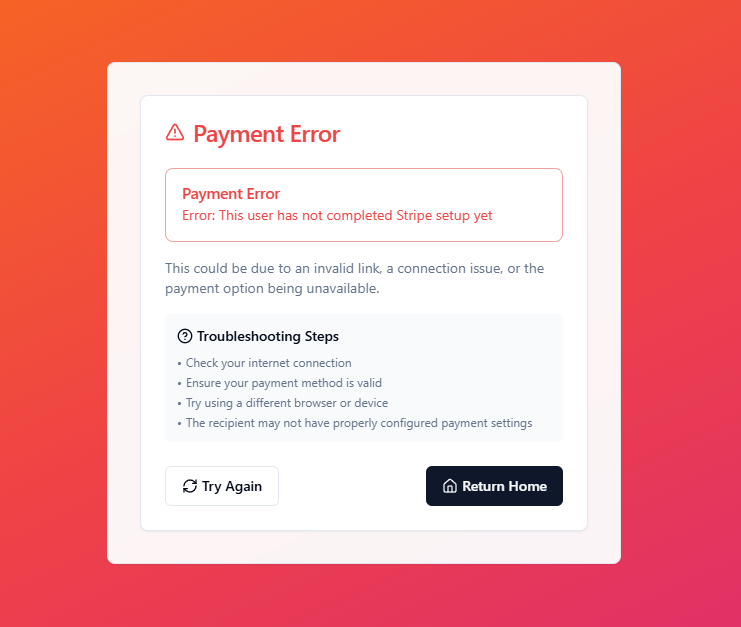 Payment Error
Payment Error
Error: This user has not completed Stripe setup yet
This could be due to an invalid link, a connection issue, or the
payment option being unavailable.
Troubleshooting Steps
• Check your internet connection
• Ensure your payment method is valid
• Try using a different browser or device
• The recipient may not have properly configured payment settings
Try Again
Return Home